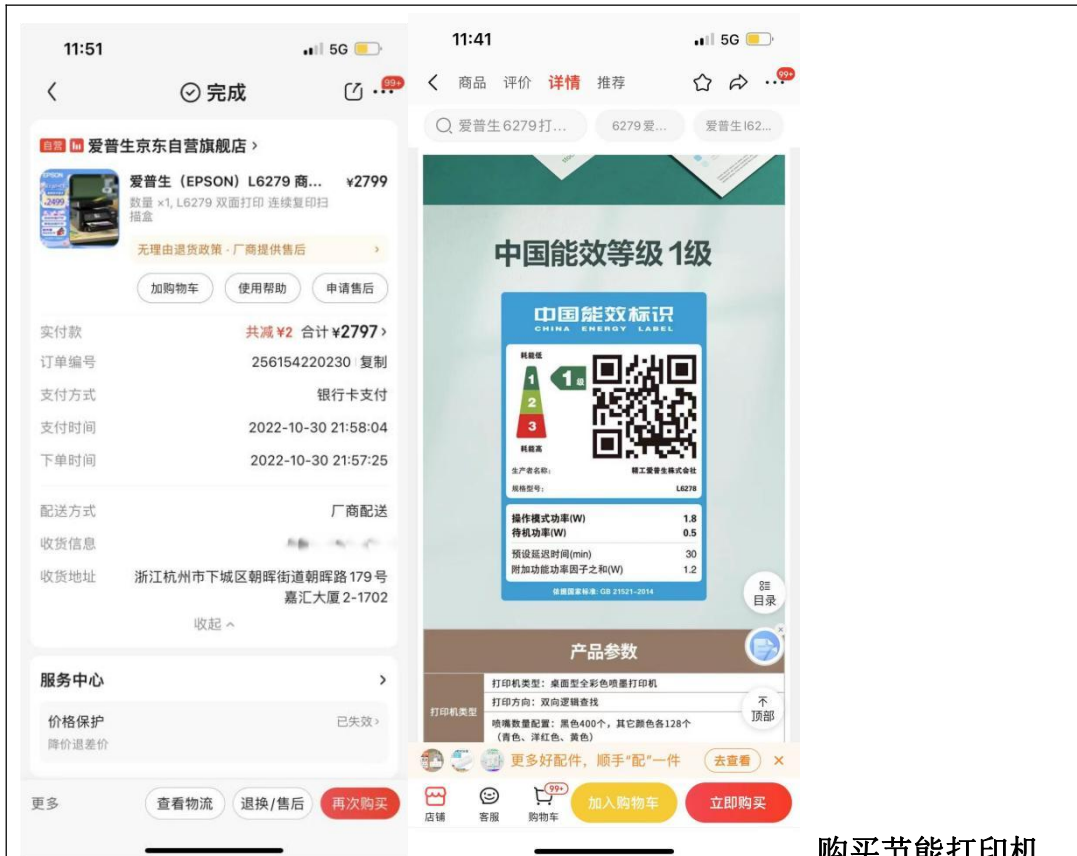 11:51
5G
完成
99+
自营 爱普生京东自营旗舰店
爱普生（EPSON）L6279 商... ¥2799
数量 ×1, L6279 双面打印 连续复印扫
描盒
EPSON
2499
无理由退货政策 · 厂商提供售后
加购物车 使用帮助 申请售后
实付款 共减 ¥2 合计 ¥2797
订单编号 256154220230 复制
支付方式 银行卡支付
支付时间 2022-10-30 21:58:04
下单时间 2022-10-30 21:57:25
配送方式 厂商配送
收货信息
收货地址 浙江杭州市下城区朝晖街道朝晖路 179 号
嘉汇大厦 2-1702
收起
服务中心
价格保护 已失效
降价退差价
更多 查看物流 退换/售后 再次购买
11:41
5G
商品 评价 详情 推荐
99+
爱普生6279打... 6279 爱... 爱普生l62...
中国能效等级 1级
中国能效标识
CHINA ENERGY LABEL
耗能低
1 1级
2
3
耗能高
生产者名称： 精工爱普生株式会社
规格型号： L6278
操作模式功率(W) 1.8
待机功率(W) 0.5
预设延迟时间(min) 30
附加功能功率因子之和(W) 1.2
依据国家标准: GB 21521-2014
目录
产品参数
打印机类型
打印机类型：桌面型全彩色喷墨打印机
打印方向：双向逻辑查找
喷嘴数量配置：黑色400个，其它颜色各128个
（青色、洋红色、黄色）
顶部
更多好配件，顺手“配”一件 去查看
店铺 客服 购物车 99+ 加入购物车 立即购买
购买节能打印机